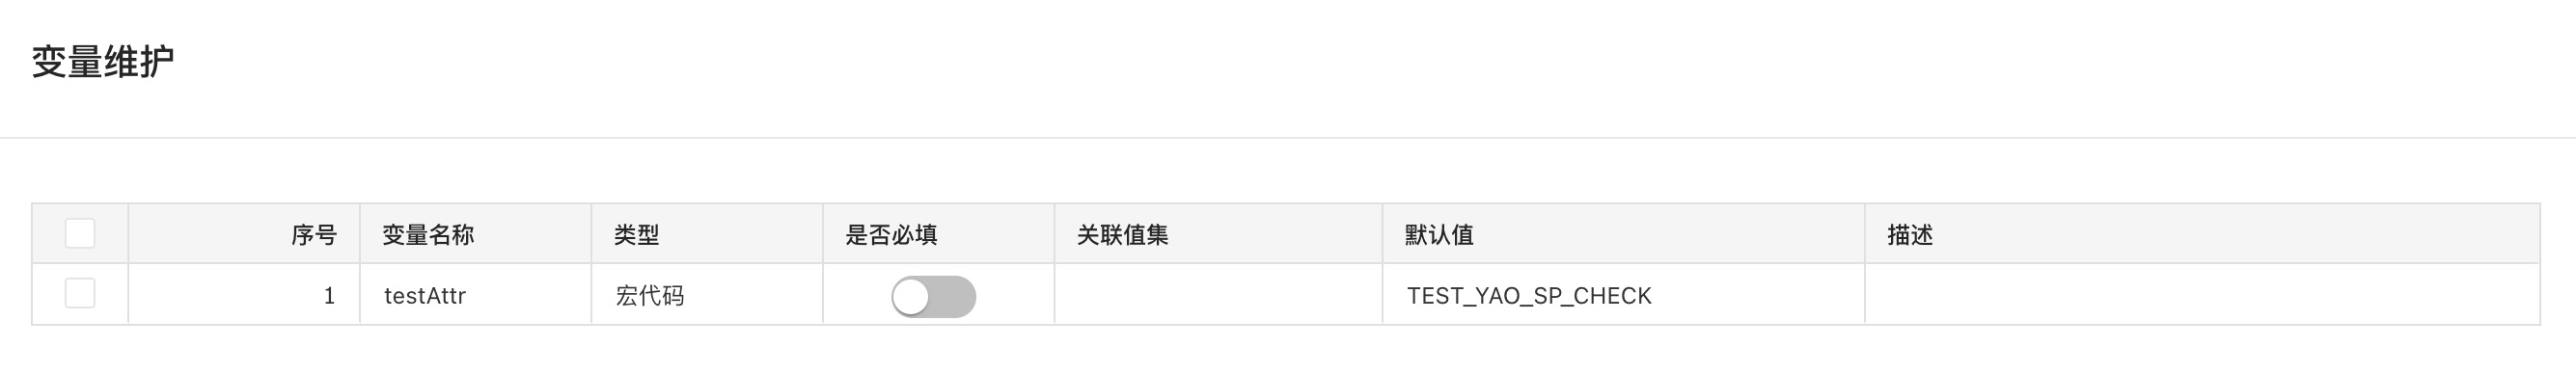 变量维护
序号 变量名称 类型 是否必填 关联值集 默认值 描述
1 testAttr 宏代码 TEST_YAO_SP_CHECK